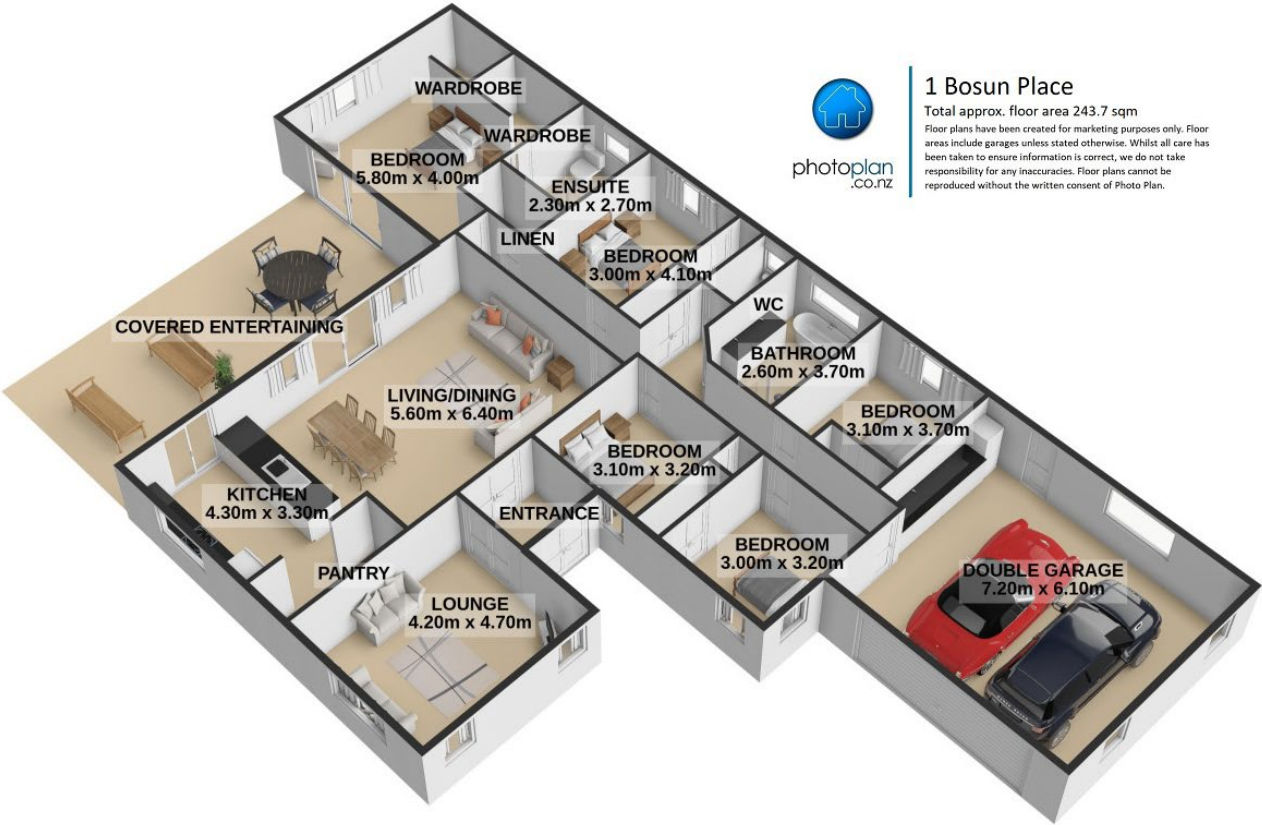 1 Bosun Place
Total approx. floor area 243.7 sqm
Floor plans have been created for marketing purposes only. Floor
areas include garages unless stated otherwise. Whilst all care has
been taken to ensure information is correct, we do not take
responsibility for any inaccuracies. Floor plans cannot be
reproduced without the written consent of Photo Plan.
photoplan
.co.nz
WARDROBE
WARDROBE
BEDROOM
5.80m x 4.00m
ENSUITE
2.30m x 2.70m
LINEN
BEDROOM
3.00m x 4.10m
WC
COVERED ENTERTAINING
BATHROOM
2.60m x 3.70m
LIVING/DINING
5.60m x 6.40m
BEDROOM
3.10m x 3.70m
BEDROOM
3.10m x 3.20m
KITCHEN
4.30m x 3.30m
ENTRANCE
BEDROOM
3.00m x 3.20m
PANTRY
DOUBLE GARAGE
7.20m x 6.10m
LOUNGE
4.20m x 4.70m